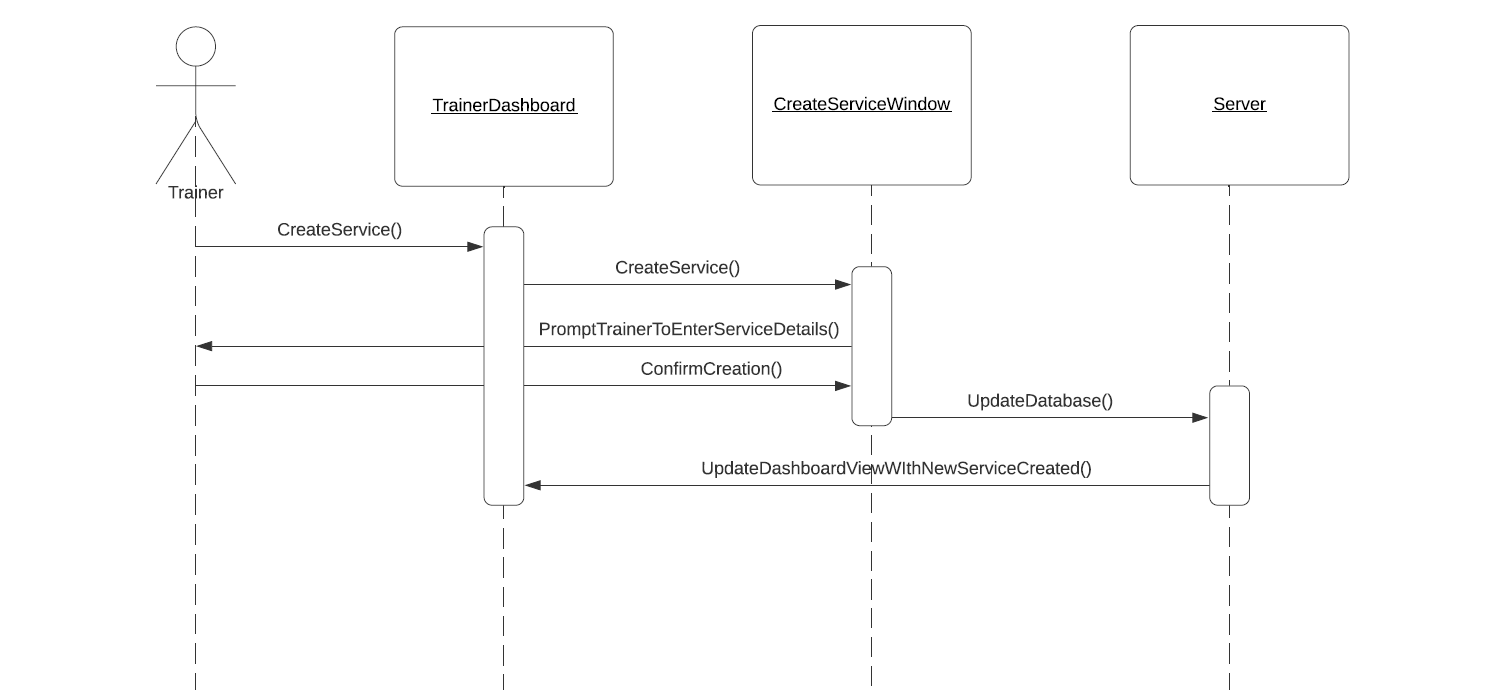 TrainerDashboard
CreateServiceWindow
Server
Trainer
CreateService()
CreateService()
PromptTrainerToEnterServiceDetails()
ConfirmCreation()
UpdateDatabase()
UpdateDashboardViewWIthNewServiceCreated()